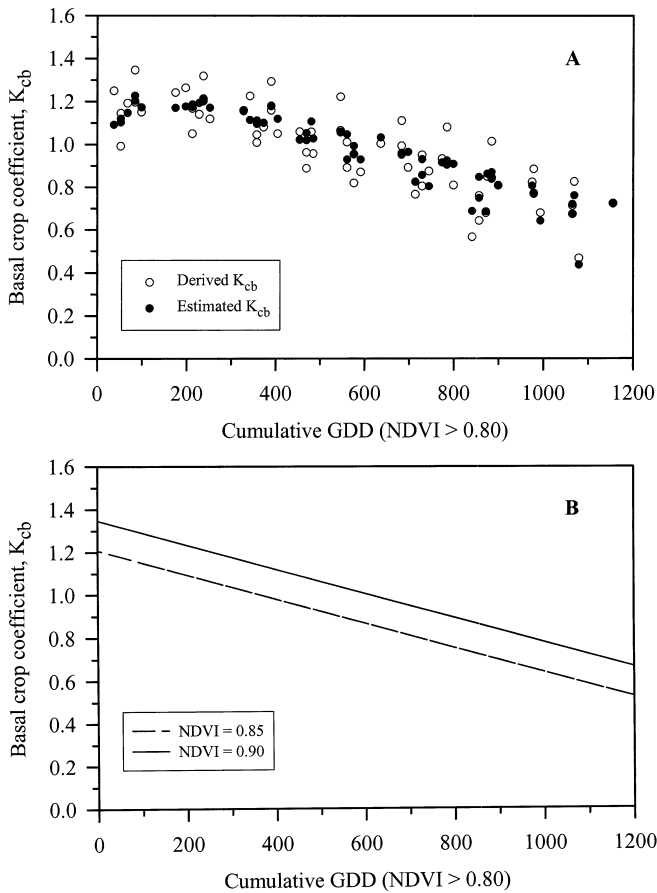 1.6
1.4
1.2
1.0
0.8
0.6
0.4
0.2
0.0
Basal crop coefficient, Kcb
A
Derived Kcb
Estimated Kcb
0 200 400 600 800 1000 1200
Cumulative GDD (NDVI > 0.80)
1.6
1.4
1.2
1.0
0.8
0.6
0.4
0.2
0.0
Basal crop coefficient, Kcb
B
NDVI = 0.85
NDVI = 0.90
0 200 400 600 800 1000 1200
Cumulative GDD (NDVI > 0.80)